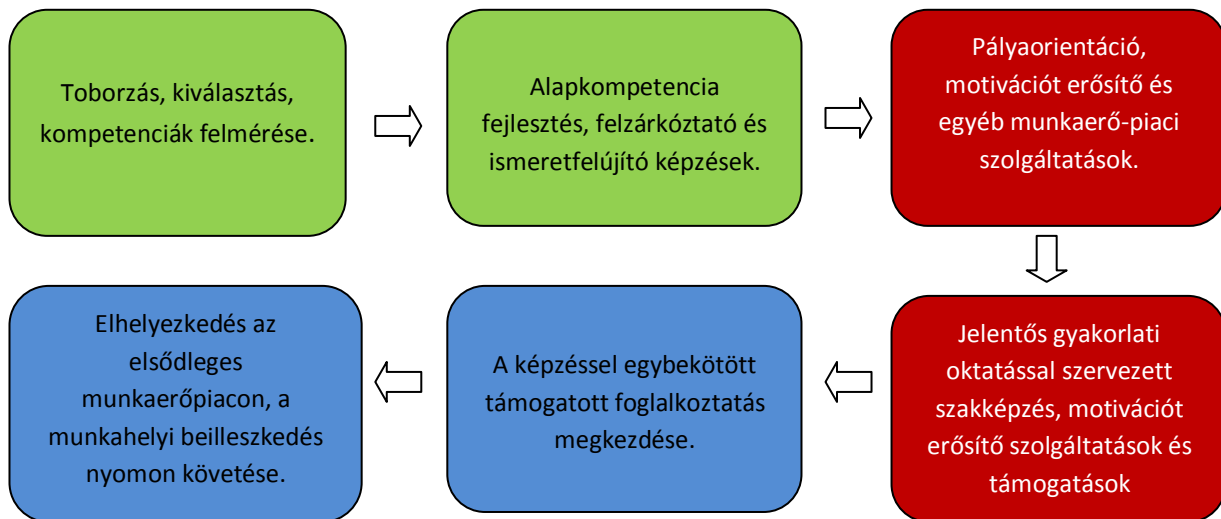 Toborzás, kiválasztás,
kompetenciák felmérése.
Alapkompetencia
fejlesztés, felzárkóztató és
ismeretfelújító képzések.
Pályaorientáció,
motivációt erősítő és
egyéb munkaerő-piaci
szolgáltatások.
Jelentős gyakorlati
oktatással szervezett
szakképzés, motivációt
erősítő szolgáltatások és
támogatások
A képzéssel egybekötött
támogatott foglalkoztatás
megkezdése.
Elhelyezkedés az
elsődleges
munkaerőpiacon, a
munkahelyi beilleszkedés
nyomon követése.